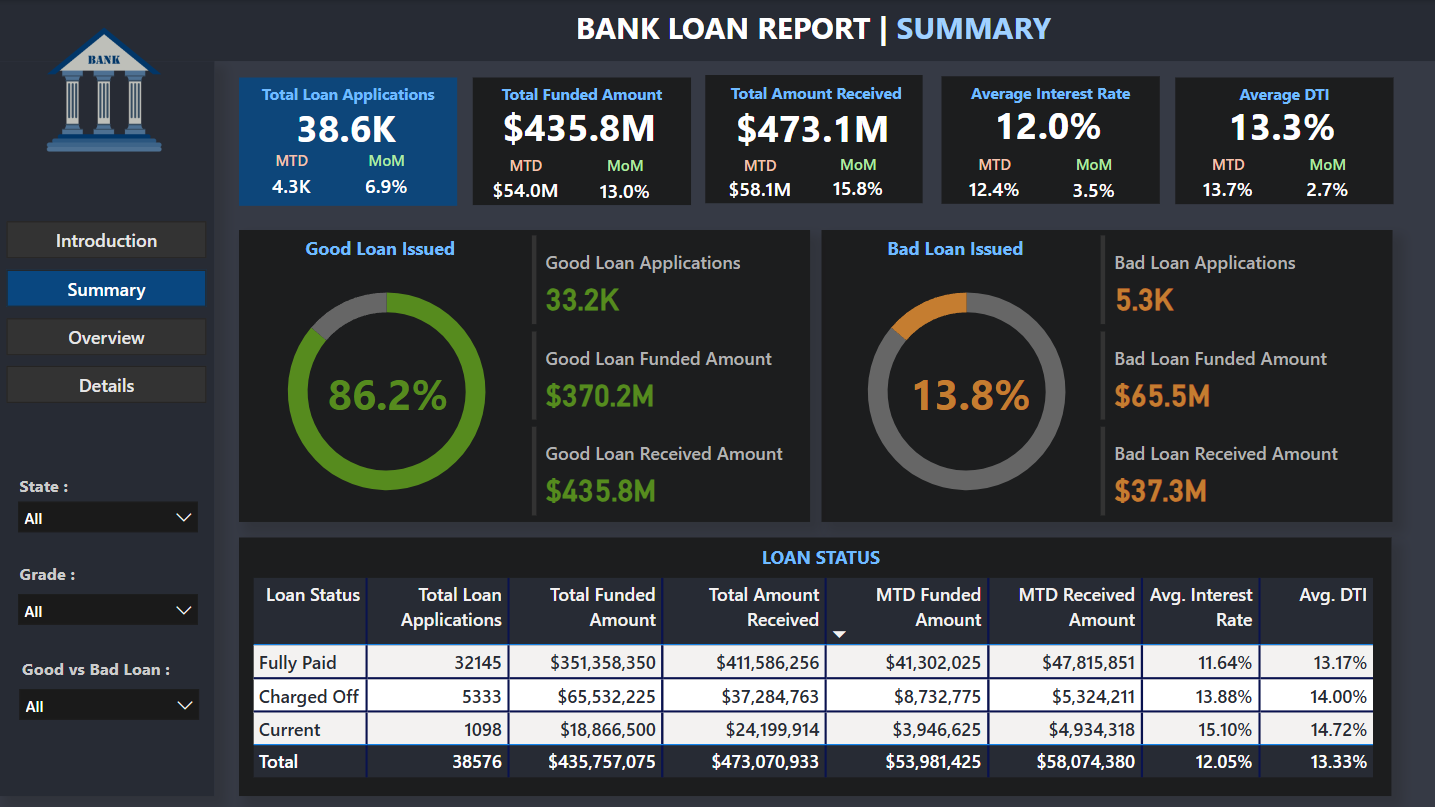 BANK LOAN REPORT | SUMMARY
BANK
Total Loan Applications
38.6K
MTD MoM
4.3K 6.9%
Total Funded Amount
$435.8M
MTD MoM
$54.0M 13.0%
Total Amount Received
$473.1M
MTD MoM
$58.1M 15.8%
Average Interest Rate
12.0%
MTD MoM
12.4% 3.5%
Average DTI
13.3%
MTD MoM
13.7% 2.7%
Introduction
Summary
Overview
Details
State :
All
Grade :
All
Good vs Bad Loan :
All
Good Loan Issued
86.2%
Good Loan Applications
33.2K
Good Loan Funded Amount
$370.2M
Good Loan Received Amount
$435.8M
Bad Loan Issued
13.8%
Bad Loan Applications
5.3K
Bad Loan Funded Amount
$65.5M
Bad Loan Received Amount
$37.3M
LOAN STATUS
Loan Status Total Loan Total Funded Total Amount MTD Funded MTD Received Avg. Interest Avg. DTI
Applications Amount Received Amount Amount Rate
Fully Paid 32145 $351,358,350 $411,586,256 $41,302,025 $47,815,851 11.64% 13.17%
Charged Off 5333 $65,532,225 $37,284,763 $8,732,775 $5,324,211 13.88% 14.00%
Current 1098 $18,866,500 $24,199,914 $3,946,625 $4,934,318 15.10% 14.72%
Total 38576 $435,757,075 $473,070,933 $53,981,425 $58,074,380 12.05% 13.33%